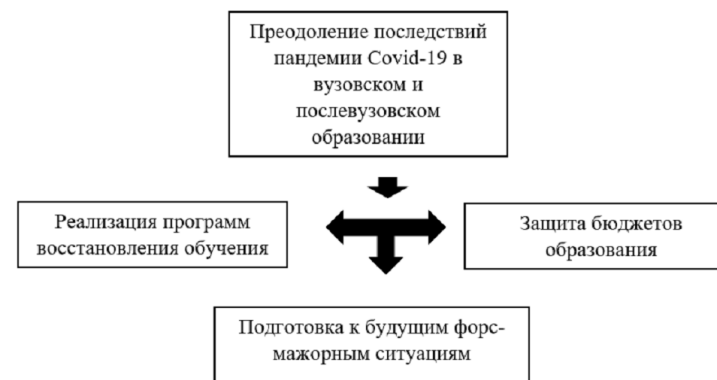 Преодоление последствий
пандемии Covid-19 в
вузовском и
послевузовском
образовании
Реализация программ
восстановления обучения
Защита бюджетов
образования
Подготовка к будущим форс-
мажорным ситуациям